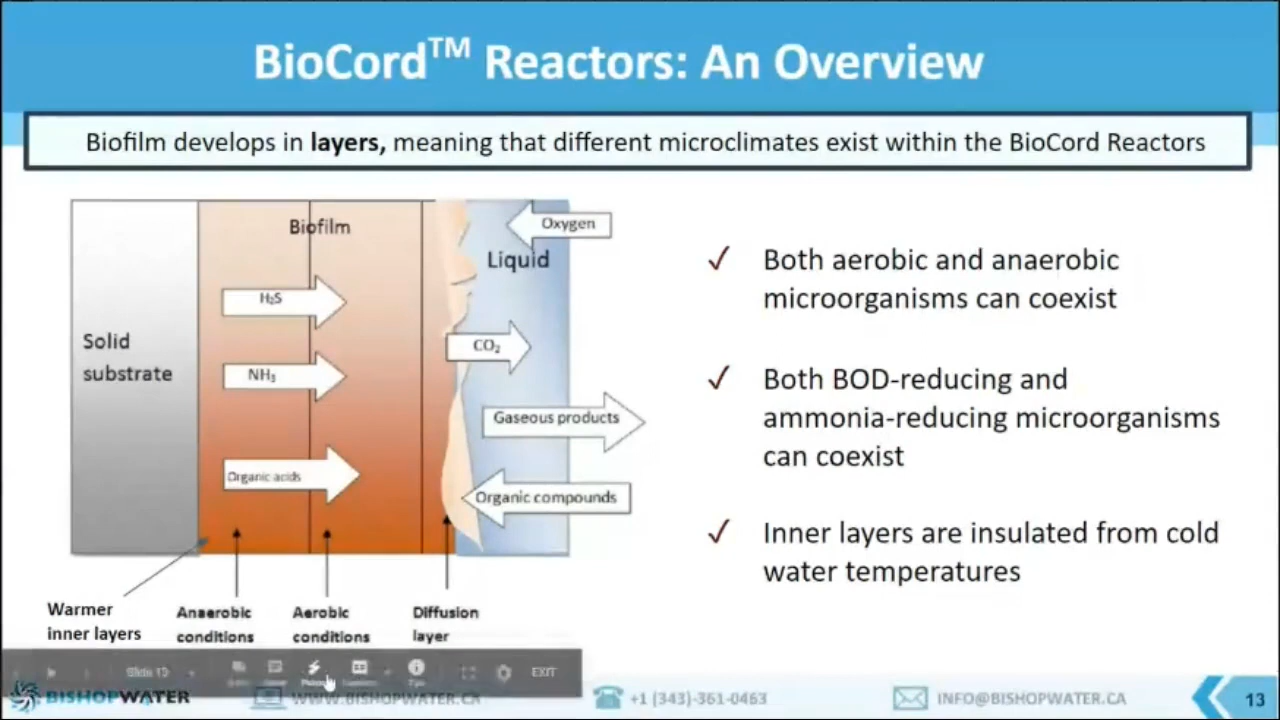 BioCord™ Reactors: An Overview
Biofilm develops in layers, meaning that different microclimates exist within the BioCord Reactors
Biofilm
Oxygen
Liquid
H₂S
Solid
substrate
CO₂
NH₃
Gaseous products
Organic acids
Organic compounds
Warmer
inner layers
Anaerobic
conditions
Aerobic
conditions
Diffusion
layer
✓ Both aerobic and anaerobic
microorganisms can coexist
✓ Both BOD-reducing and
ammonia-reducing microorganisms
can coexist
✓ Inner layers are insulated from cold
water temperatures
Slide 13
EXIT
BISHOPWATER
WWW.BISHOPWATER.CA
+1 (343)-361-0463
INFO@BISHOPWATER.CA
13